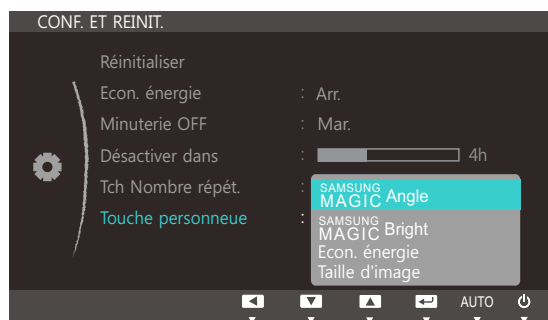 CONF. ET REINIT.
Réinitialiser
Econ. énergie : Arr.
Minuterie OFF : Mar.
Désactiver dans : 4h
Tch Nombre répét. :
Touche personneue :
SAMSUNG MAGIC Angle
SAMSUNG MAGIC Bright
Econ. énergie
Taille d'image
AUTO